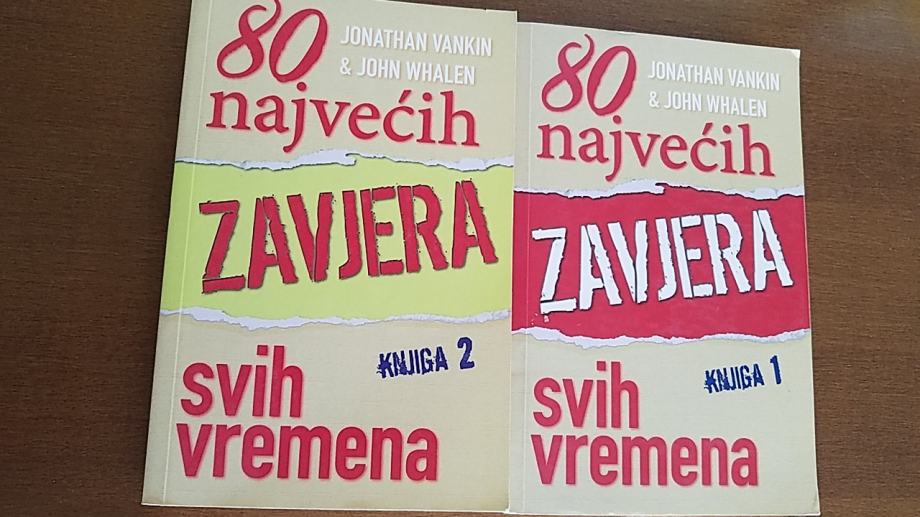 80 JONATHAN VANKIN
& JOHN WHALEN
najvećih
ZAVJERA
KNJIGA 2
svih
vremena
80 JONATHAN VANKIN
& JOHN WHALEN
najvećih
ZAVJERA
KNJIGA 1
svih
vremena